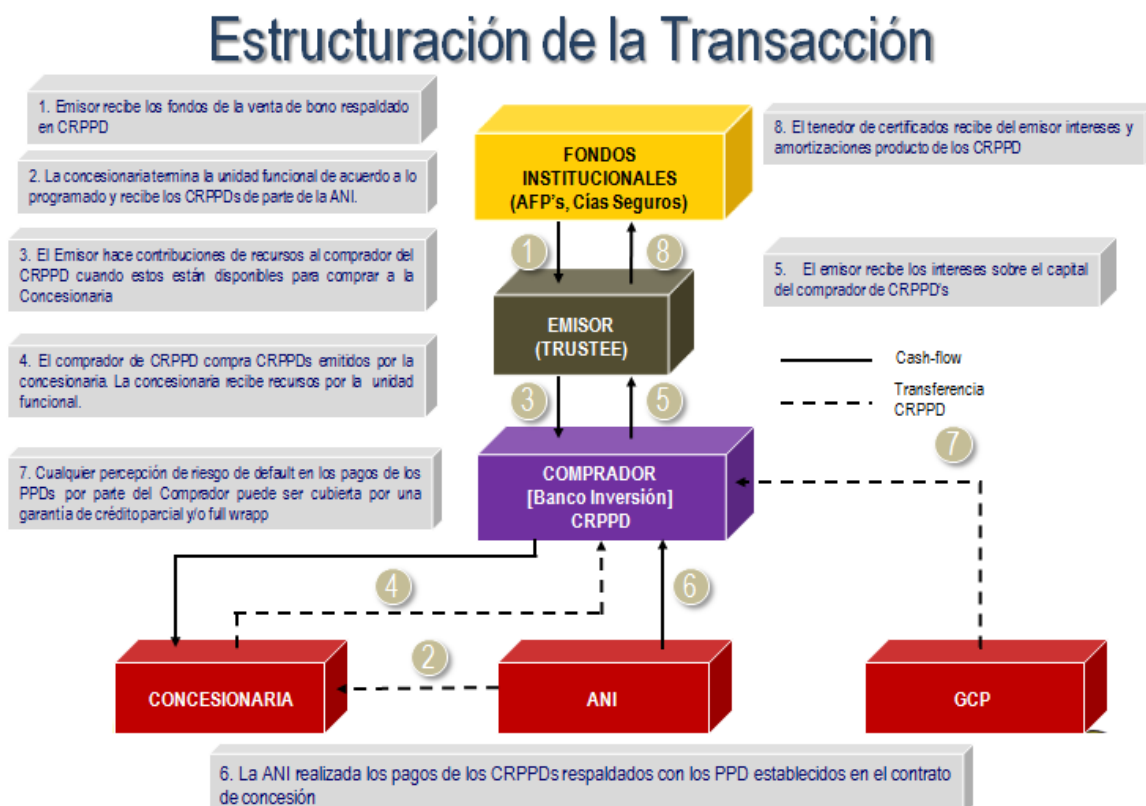 Estructuración de la Transacción
1. Emisor recibe los fondos de la venta de bono respaldado
en CRPPD
2. La concesionaria termina la unidad funcional de acuerdo a lo
programado y recibe los CRPPDs de parte de la ANI.
3. El Emisor hace contribuciones de recursos al comprador del
CRPPD cuando estos están disponibles para comprar a la
Concesionaria
4. El comprador de CRPPD compra CRPPDs emitidos por la
concesionaria. La concesionaria recibe recursos por la unidad
funcional.
7. Cualquier percepción de riesgo de default en los pagos de los
PPDs por parte del Comprador puede ser cubierta por una
garantía de crédito parcial y/o full wrapp
FONDOS
INSTITUCIONALES
(AFP's, Cías Seguros)
1
8
EMISOR
(TRUSTEE)
3
5
COMPRADOR
[Banco Inversión]
CRPPD
8. El tenedor de certificados recibe del emisor intereses y
amortizaciones producto de los CRPPD
5. El emisor recibe los intereses sobre el capital
del comprador de CRPPD's
Cash-flow
Transferencia
CRPPD
7
4
6
2
CONCESIONARIA
ANI
GCP
6. La ANI realizada los pagos de los CRPPDs respaldados con los PPD establecidos en el contrato
de concesión